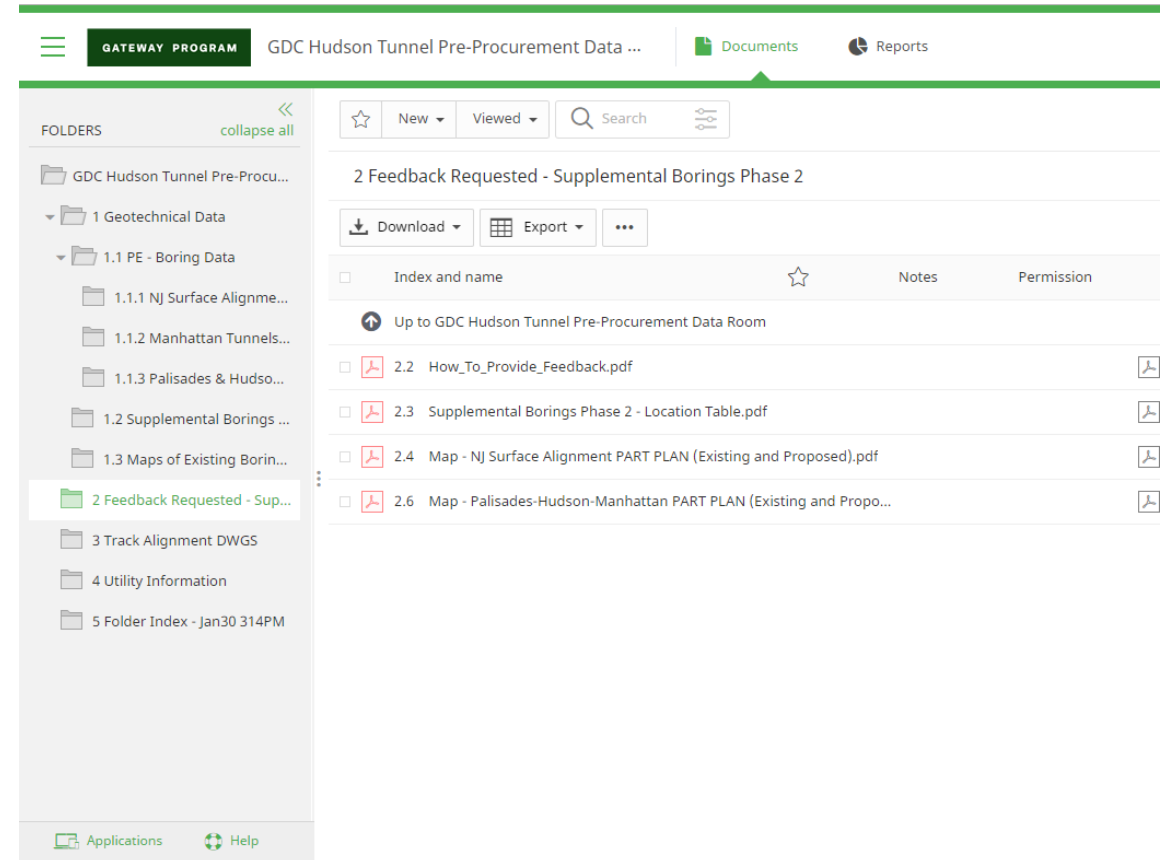 GATEWAY PROGRAM
GDC Hudson Tunnel Pre-Procurement Data ...
Documents
Reports
FOLDERS
collapse all
GDC Hudson Tunnel Pre-Procu...
1 Geotechnical Data
1.1 PE - Boring Data
1.1.1 NJ Surface Alignme...
1.1.2 Manhattan Tunnels...
1.1.3 Palisades & Hudso...
1.2 Supplemental Borings ...
1.3 Maps of Existing Borin...
2 Feedback Requested - Sup...
3 Track Alignment DWGS
4 Utility Information
5 Folder Index - Jan30 314PM
Applications
Help
New
Viewed
Search
2 Feedback Requested - Supplemental Borings Phase 2
Download
Export
Index and name
Notes
Permission
Up to GDC Hudson Tunnel Pre-Procurement Data Room
2.2 How_To_Provide_Feedback.pdf
2.3 Supplemental Borings Phase 2 - Location Table.pdf
2.4 Map - NJ Surface Alignment PART PLAN (Existing and Proposed).pdf
2.6 Map - Palisades-Hudson-Manhattan PART PLAN (Existing and Propo...